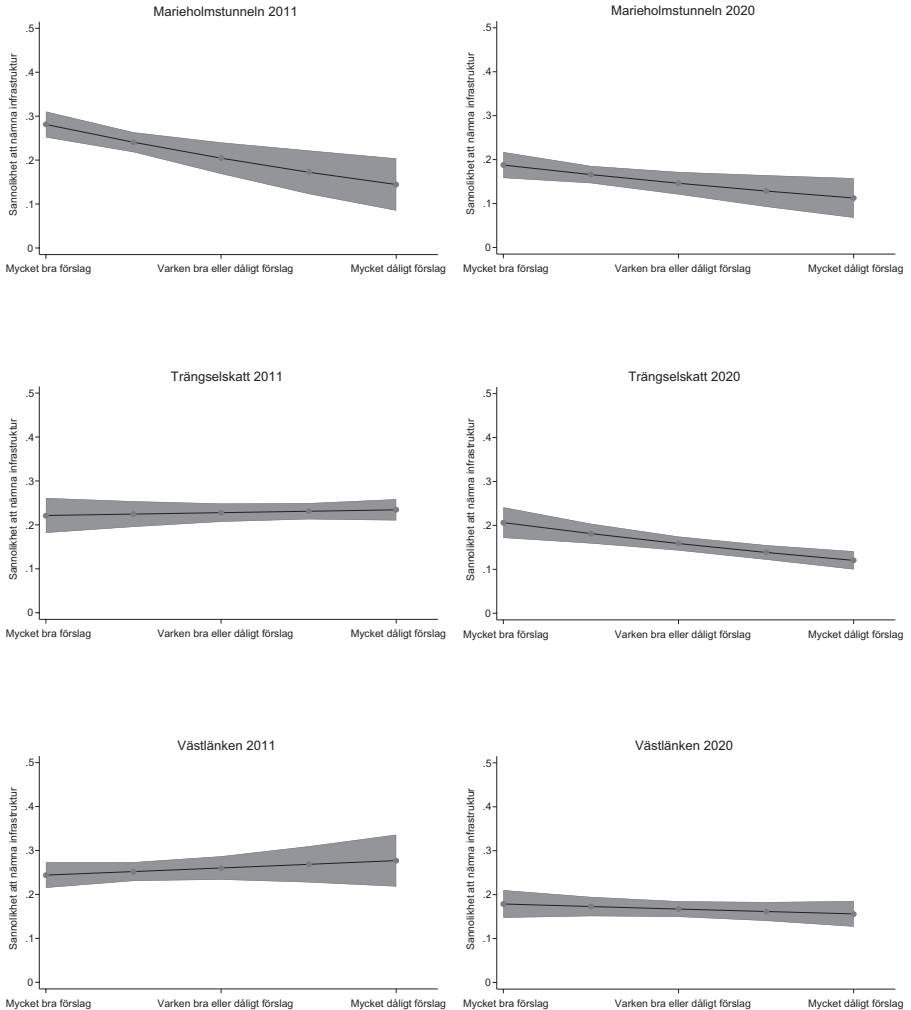 Marieholmstunneln 2011
Sannolikhet att nämna infrastruktur
.5
.4
.3
.2
.1
0
Mycket bra förslag Varken bra eller dåligt förslag Mycket dåligt förslag
Marieholmstunneln 2020
Sannolikhet att nämna infrastruktur
.5
.4
.3
.2
.1
0
Mycket bra förslag Varken bra eller dåligt förslag Mycket dåligt förslag
Trängselskatt 2011
Sannolikhet att nämna infrastruktur
.5
.4
.3
.2
.1
0
Mycket bra förslag Varken bra eller dåligt förslag Mycket dåligt förslag
Trängselskatt 2020
Sannolikhet att nämna infrastruktur
.5
.4
.3
.2
.1
0
Mycket bra förslag Varken bra eller dåligt förslag Mycket dåligt förslag
Västlänken 2011
Sannolikhet att nämna infrastruktur
.5
.4
.3
.2
.1
0
Mycket bra förslag Varken bra eller dåligt förslag Mycket dåligt förslag
Västlänken 2020
Sannolikhet att nämna infrastruktur
.5
.4
.3
.2
.1
0
Mycket bra förslag Varken bra eller dåligt förslag Mycket dåligt förslag